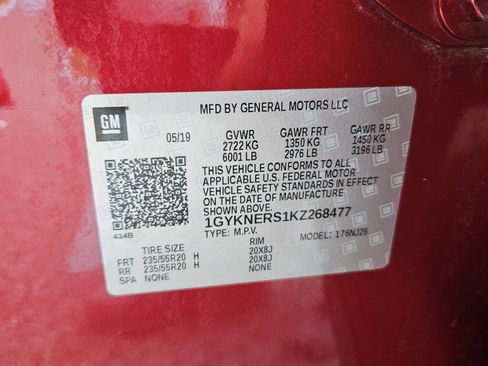 GM
MFD BY GENERAL MOTORS LLC
05/19 GVWR GAWR FRT GAWR RR
2722 KG 1350 KG 1450 KG
6001 LB 2976 LB 3196 LB
THIS VEHICLE CONFORMS TO ALL
APPLICABLE U.S. FEDERAL MOTOR
VEHICLE SAFETY STANDARDS IN EFFECT
ON THE DATE OF MANUFACTURE
SHOWN ABOVE.
1GYKNERS1KZ268477
434B
TYPE: M.P.V. MODEL: 176NJ26
TIRE SIZE RIM
FRT 235/55R20 H 20X8J
RR 235/55R20 H 20X8J
SPA NONE NONE